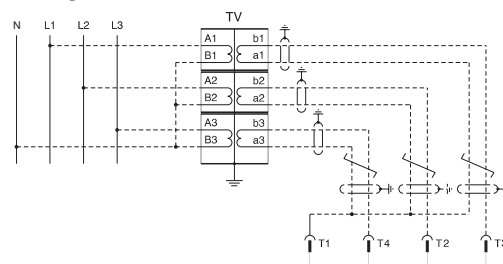 TV
N L1 L2 L3
A1 b1
B1 a1
A2 b2
B2 a2
A3 b3
B3 a3
T1 T4 T2 T3